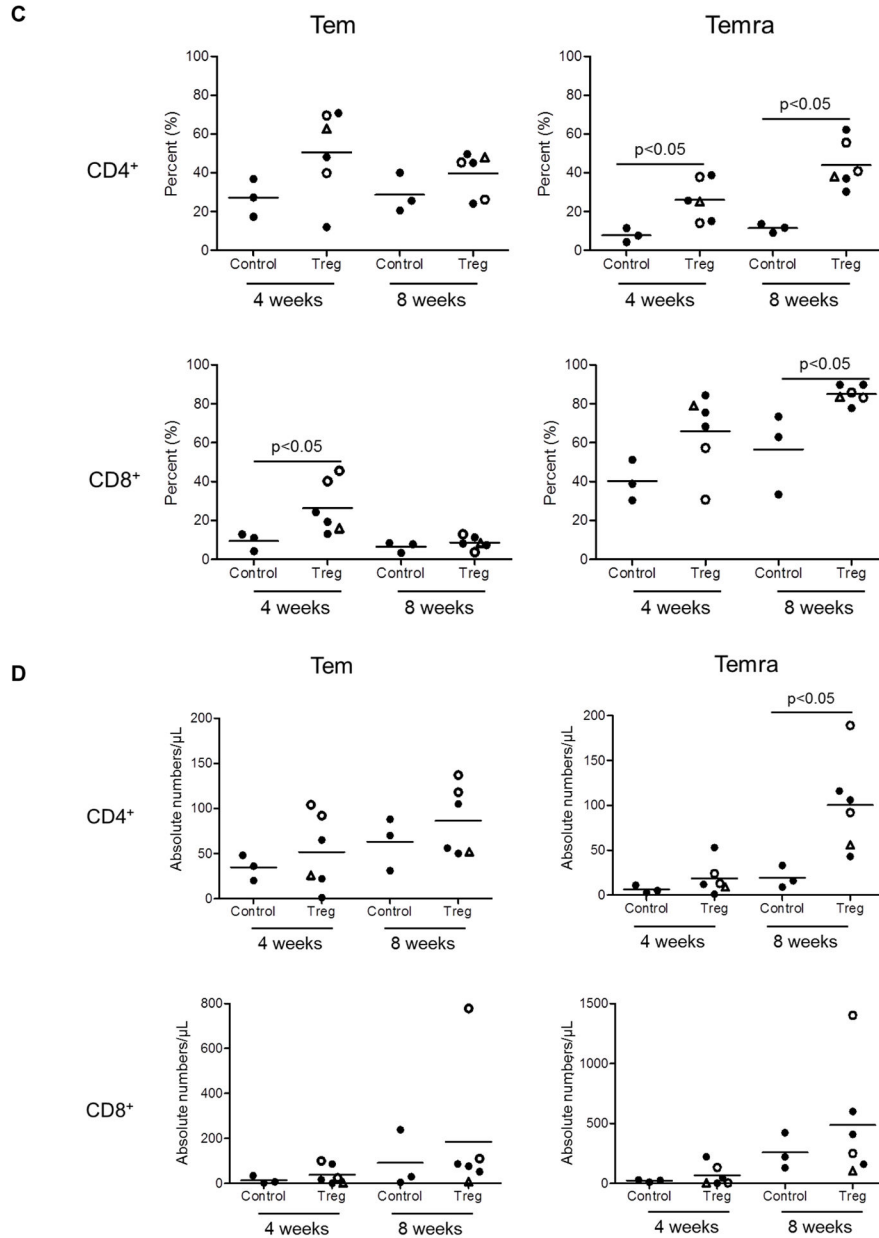 C
Tem
Temra
CD4+
Percent (%)
100
80
60
40
20
0
Control Treg Control Treg
4 weeks 8 weeks
Percent (%)
100
80
60
40
20
0
p<0.05
p<0.05
Control Treg Control Treg
4 weeks 8 weeks
CD8+
Percent (%)
100
80
60
40
20
0
p<0.05
Control Treg Control Treg
4 weeks 8 weeks
Percent (%)
100
80
60
40
20
0
p<0.05
Control Treg Control Treg
4 weeks 8 weeks
D
Tem
Temra
CD4+
Absolute numbers/µL
200
150
100
50
0
Control Treg Control Treg
4 weeks 8 weeks
Absolute numbers/µL
200
150
100
50
0
p<0.05
Control Treg Control Treg
4 weeks 8 weeks
CD8+
Absolute numbers/µL
800
600
400
200
0
Control Treg Control Treg
4 weeks 8 weeks
Absolute numbers/µL
1500
1000
500
0
Control Treg Control Treg
4 weeks 8 weeks